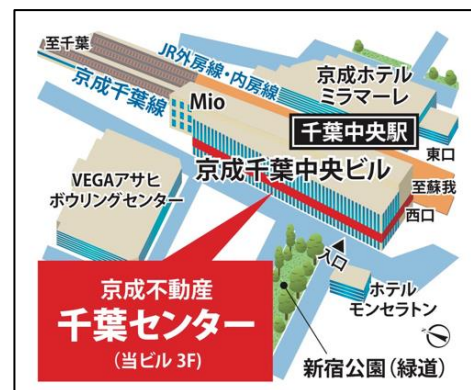 至千葉
JR外房線・内房線
京成千葉線
Mio
京成ホテル
ミラマーレ
千葉中央駅
東口
京成千葉中央ビル
至蘇我
西口
VEGAアサヒ
ボウリングセンター
入口
京成不動産
千葉センター
(当ビル 3F)
ホテル
モンセラトン
新宿公園(緑道)